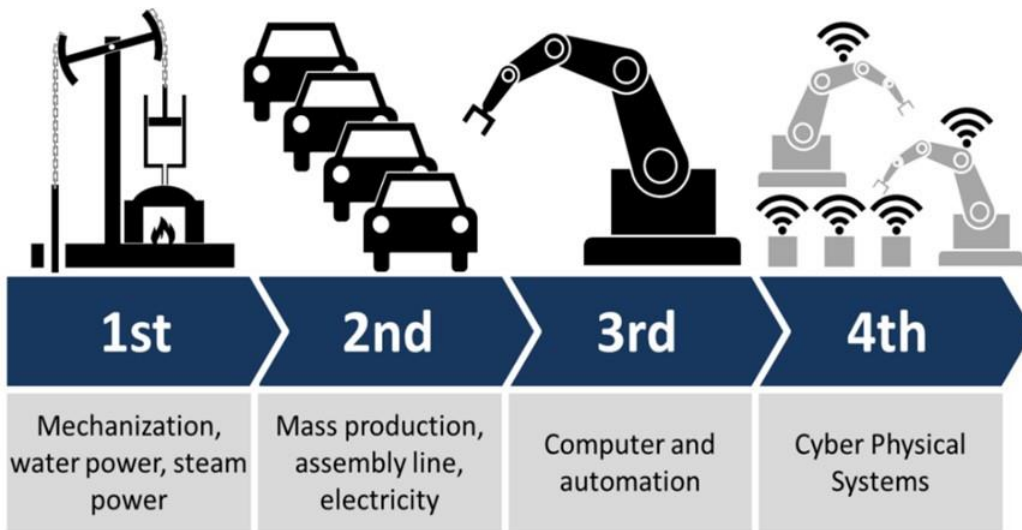 1st
2nd
3rd
4th
Mechanization,
water power, steam
power
Mass production,
assembly line,
electricity
Computer and
automation
Cyber Physical
Systems